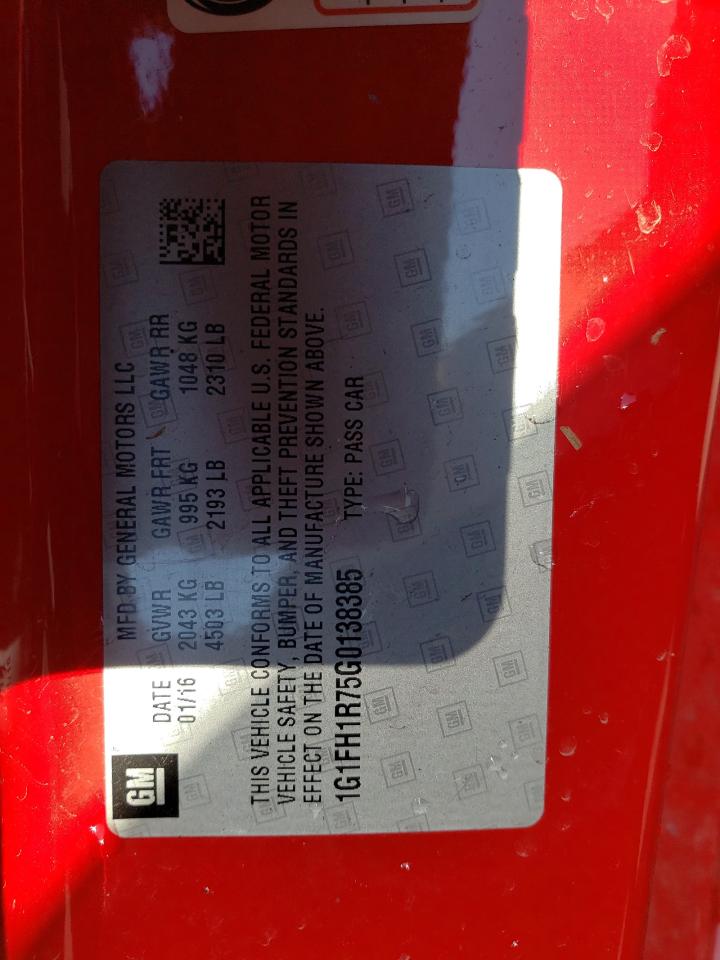 GM
MFD BY GENERAL MOTORS LLC
DATE GVWR GAWR FRT GAWR RR
01/16 2043 KG 995 KG 1048 KG
4503 LB 2193 LB 2310 LB
THIS VEHICLE CONFORMS TO ALL APPLICABLE U.S. FEDERAL MOTOR
VEHICLE SAFETY, BUMPER, AND THEFT PREVENTION STANDARDS IN
EFFECT ON THE DATE OF MANUFACTURE SHOWN ABOVE.
1G1FH1R75G0138385 TYPE: PASS CAR